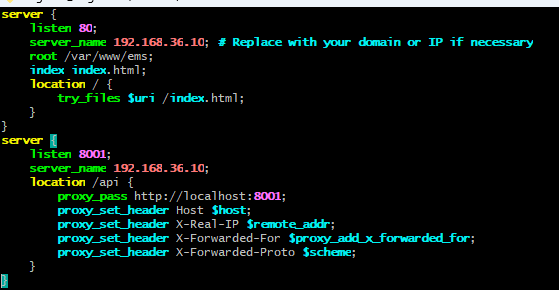 server {
listen 80;
server_name 192.168.36.10; # Replace with your domain or IP if necessary
root /var/www/ems;
index index.html;
location / {
try_files $uri /index.html;
}
}
server {
listen 8001;
server_name 192.168.36.10;
location /api {
proxy_pass http://localhost:8001;
proxy_set_header Host $host;
proxy_set_header X-Real-IP $remote_addr;
proxy_set_header X-Forwarded-For $proxy_add_x_forwarded_for;
proxy_set_header X-Forwarded-Proto $scheme;
}
}